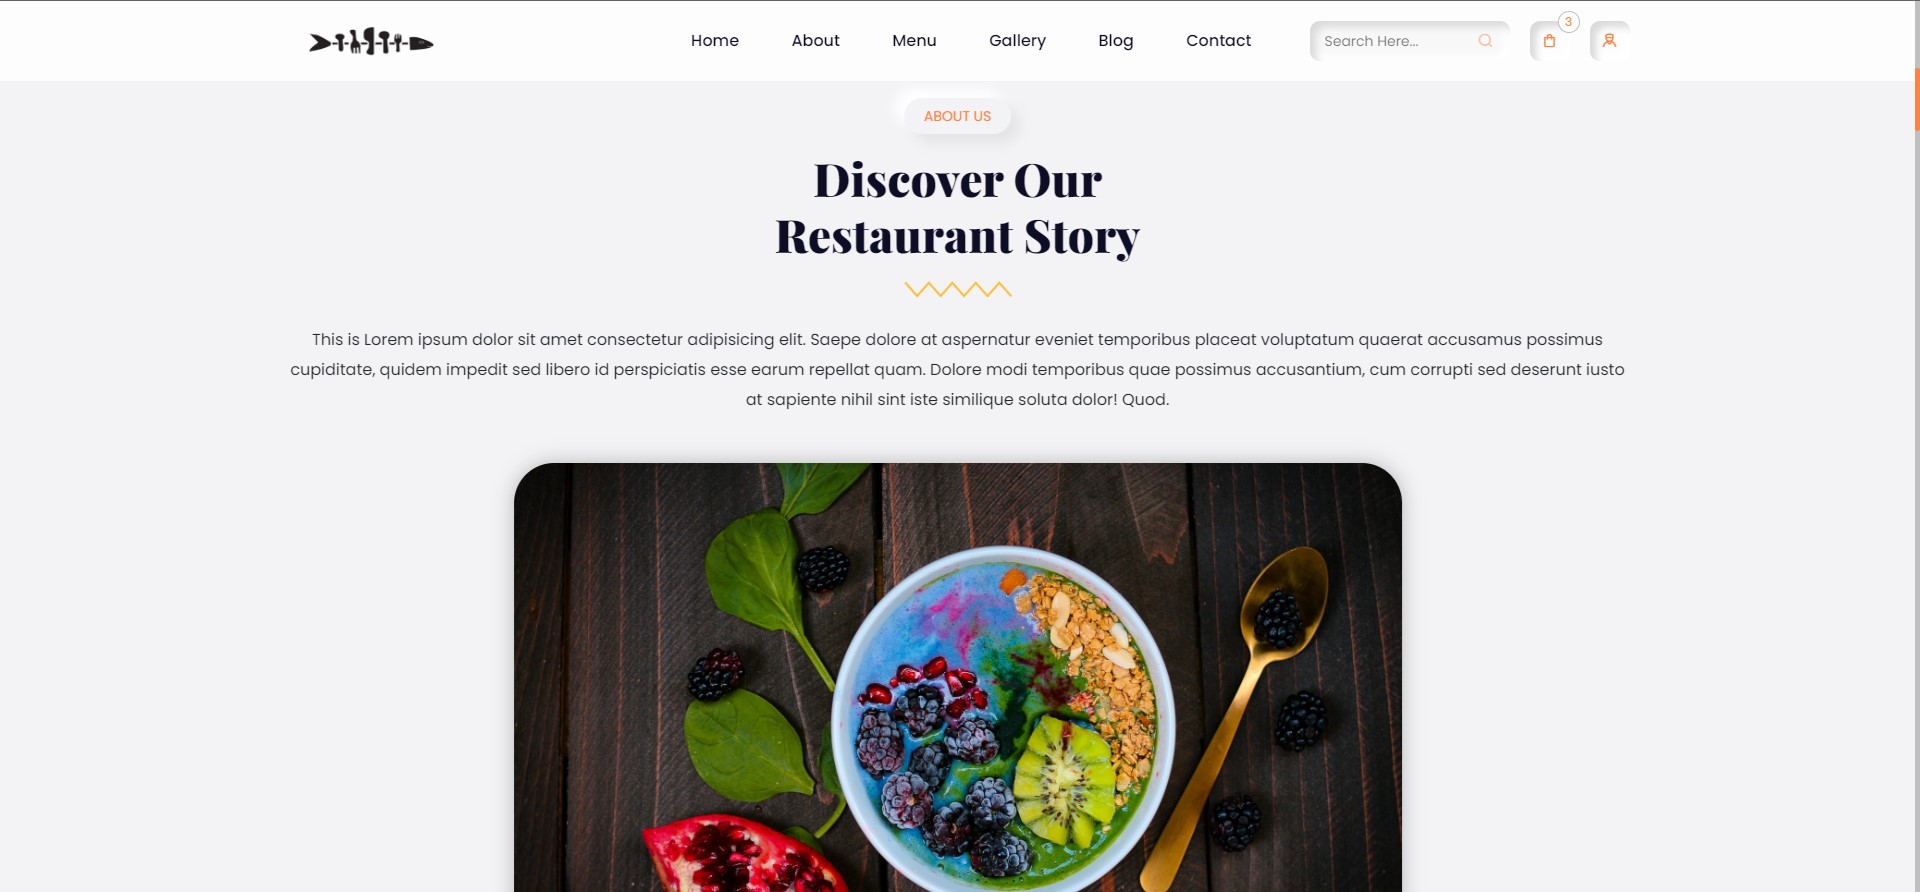 Home About Menu Gallery Blog Contact Search Here... 3
ABOUT US
Discover Our
Restaurant Story
This is Lorem ipsum dolor sit amet consectetur adipisicing elit. Saepe dolore at aspernatur eveniet temporibus placeat voluptatum quaerat accusamus possimus
cupiditate, quidem impedit sed libero id perspiciatis esse earum repellat quam. Dolore modi temporibus quae possimus accusantium, cum corrupti sed deserunt iusto
at sapiente nihil sint iste similique soluta dolor! Quod.